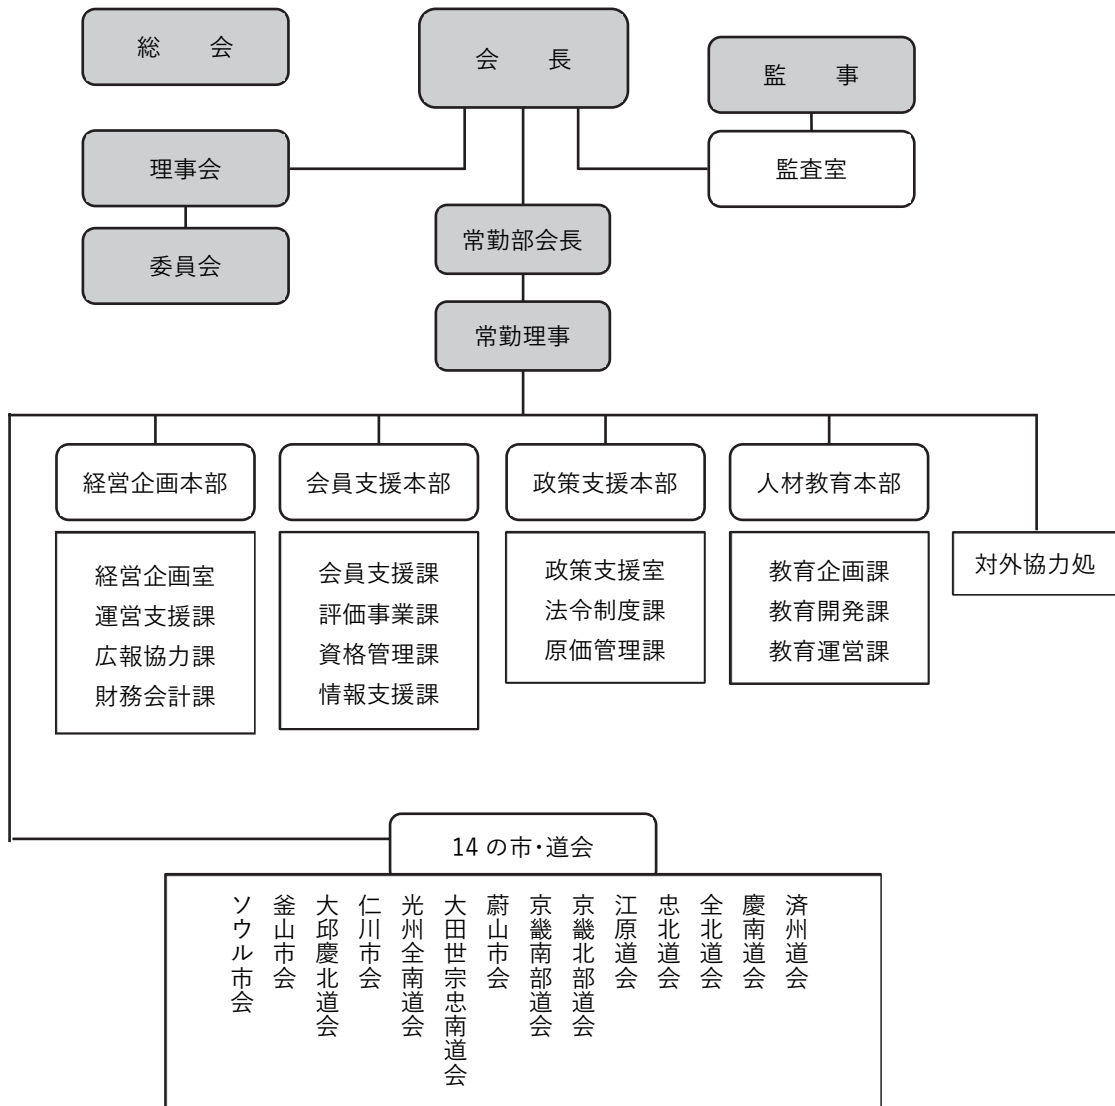 総　会
会　長
監　事
理事会
監査室
委員会
常勤部会長
常勤理事
経営企画本部
経営企画室
運営支援課
広報協力課
財務会計課
会員支援本部
会員支援課
評価事業課
資格管理課
情報支援課
政策支援本部
政策支援室
法令制度課
原価管理課
人材教育本部
教育企画課
教育開発課
教育運営課
対外協力処
14 の市・道会
ソウル市会
釜山市会
大邱慶北道会
仁川市会
光州全南道会
大田世宗忠南道会
蔚山市会
京畿南部道会
京畿北部道会
江原道会
忠北道会
全北道会
慶南道会
済州道会